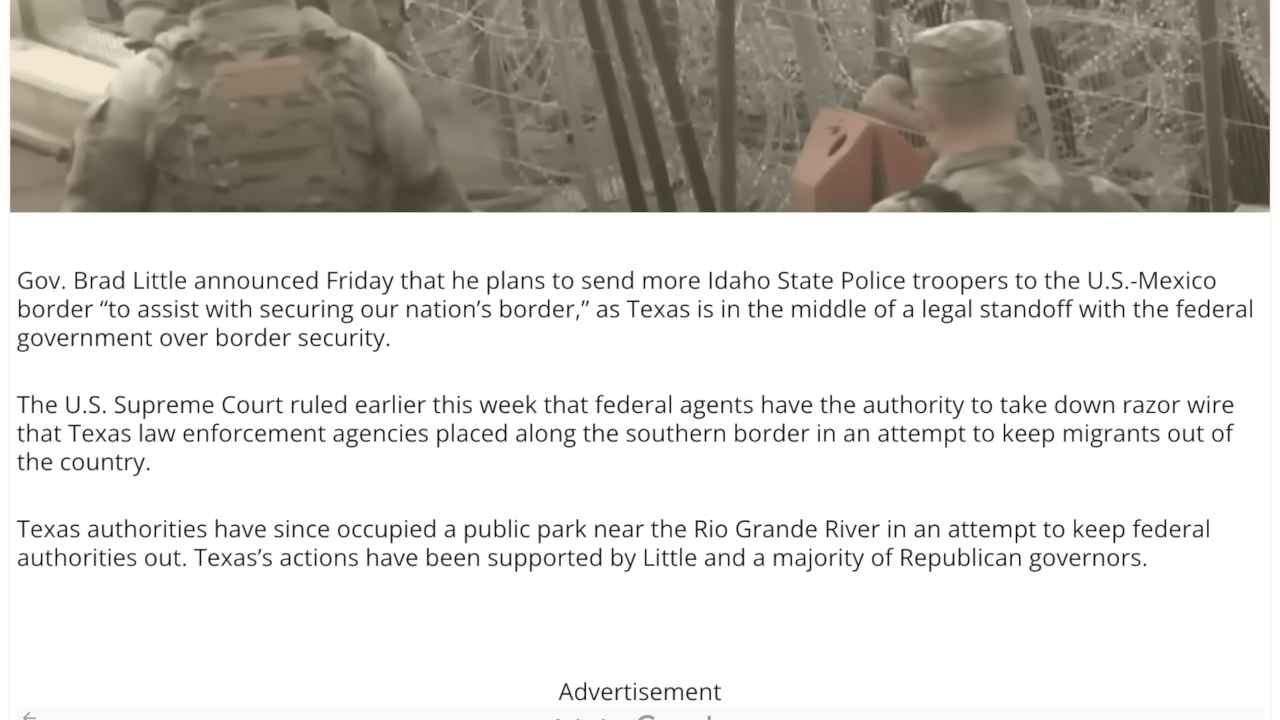 Gov. Brad Little announced Friday that he plans to send more Idaho State Police troopers to the U.S.-Mexico
border “to assist with securing our nation’s border,” as Texas is in the middle of a legal standoff with the federal
government over border security.
The U.S. Supreme Court ruled earlier this week that federal agents have the authority to take down razor wire
that Texas law enforcement agencies placed along the southern border in an attempt to keep migrants out of
the country.
Texas authorities have since occupied a public park near the Rio Grande River in an attempt to keep federal
authorities out. Texas’s actions have been supported by Little and a majority of Republican governors.
Advertisement